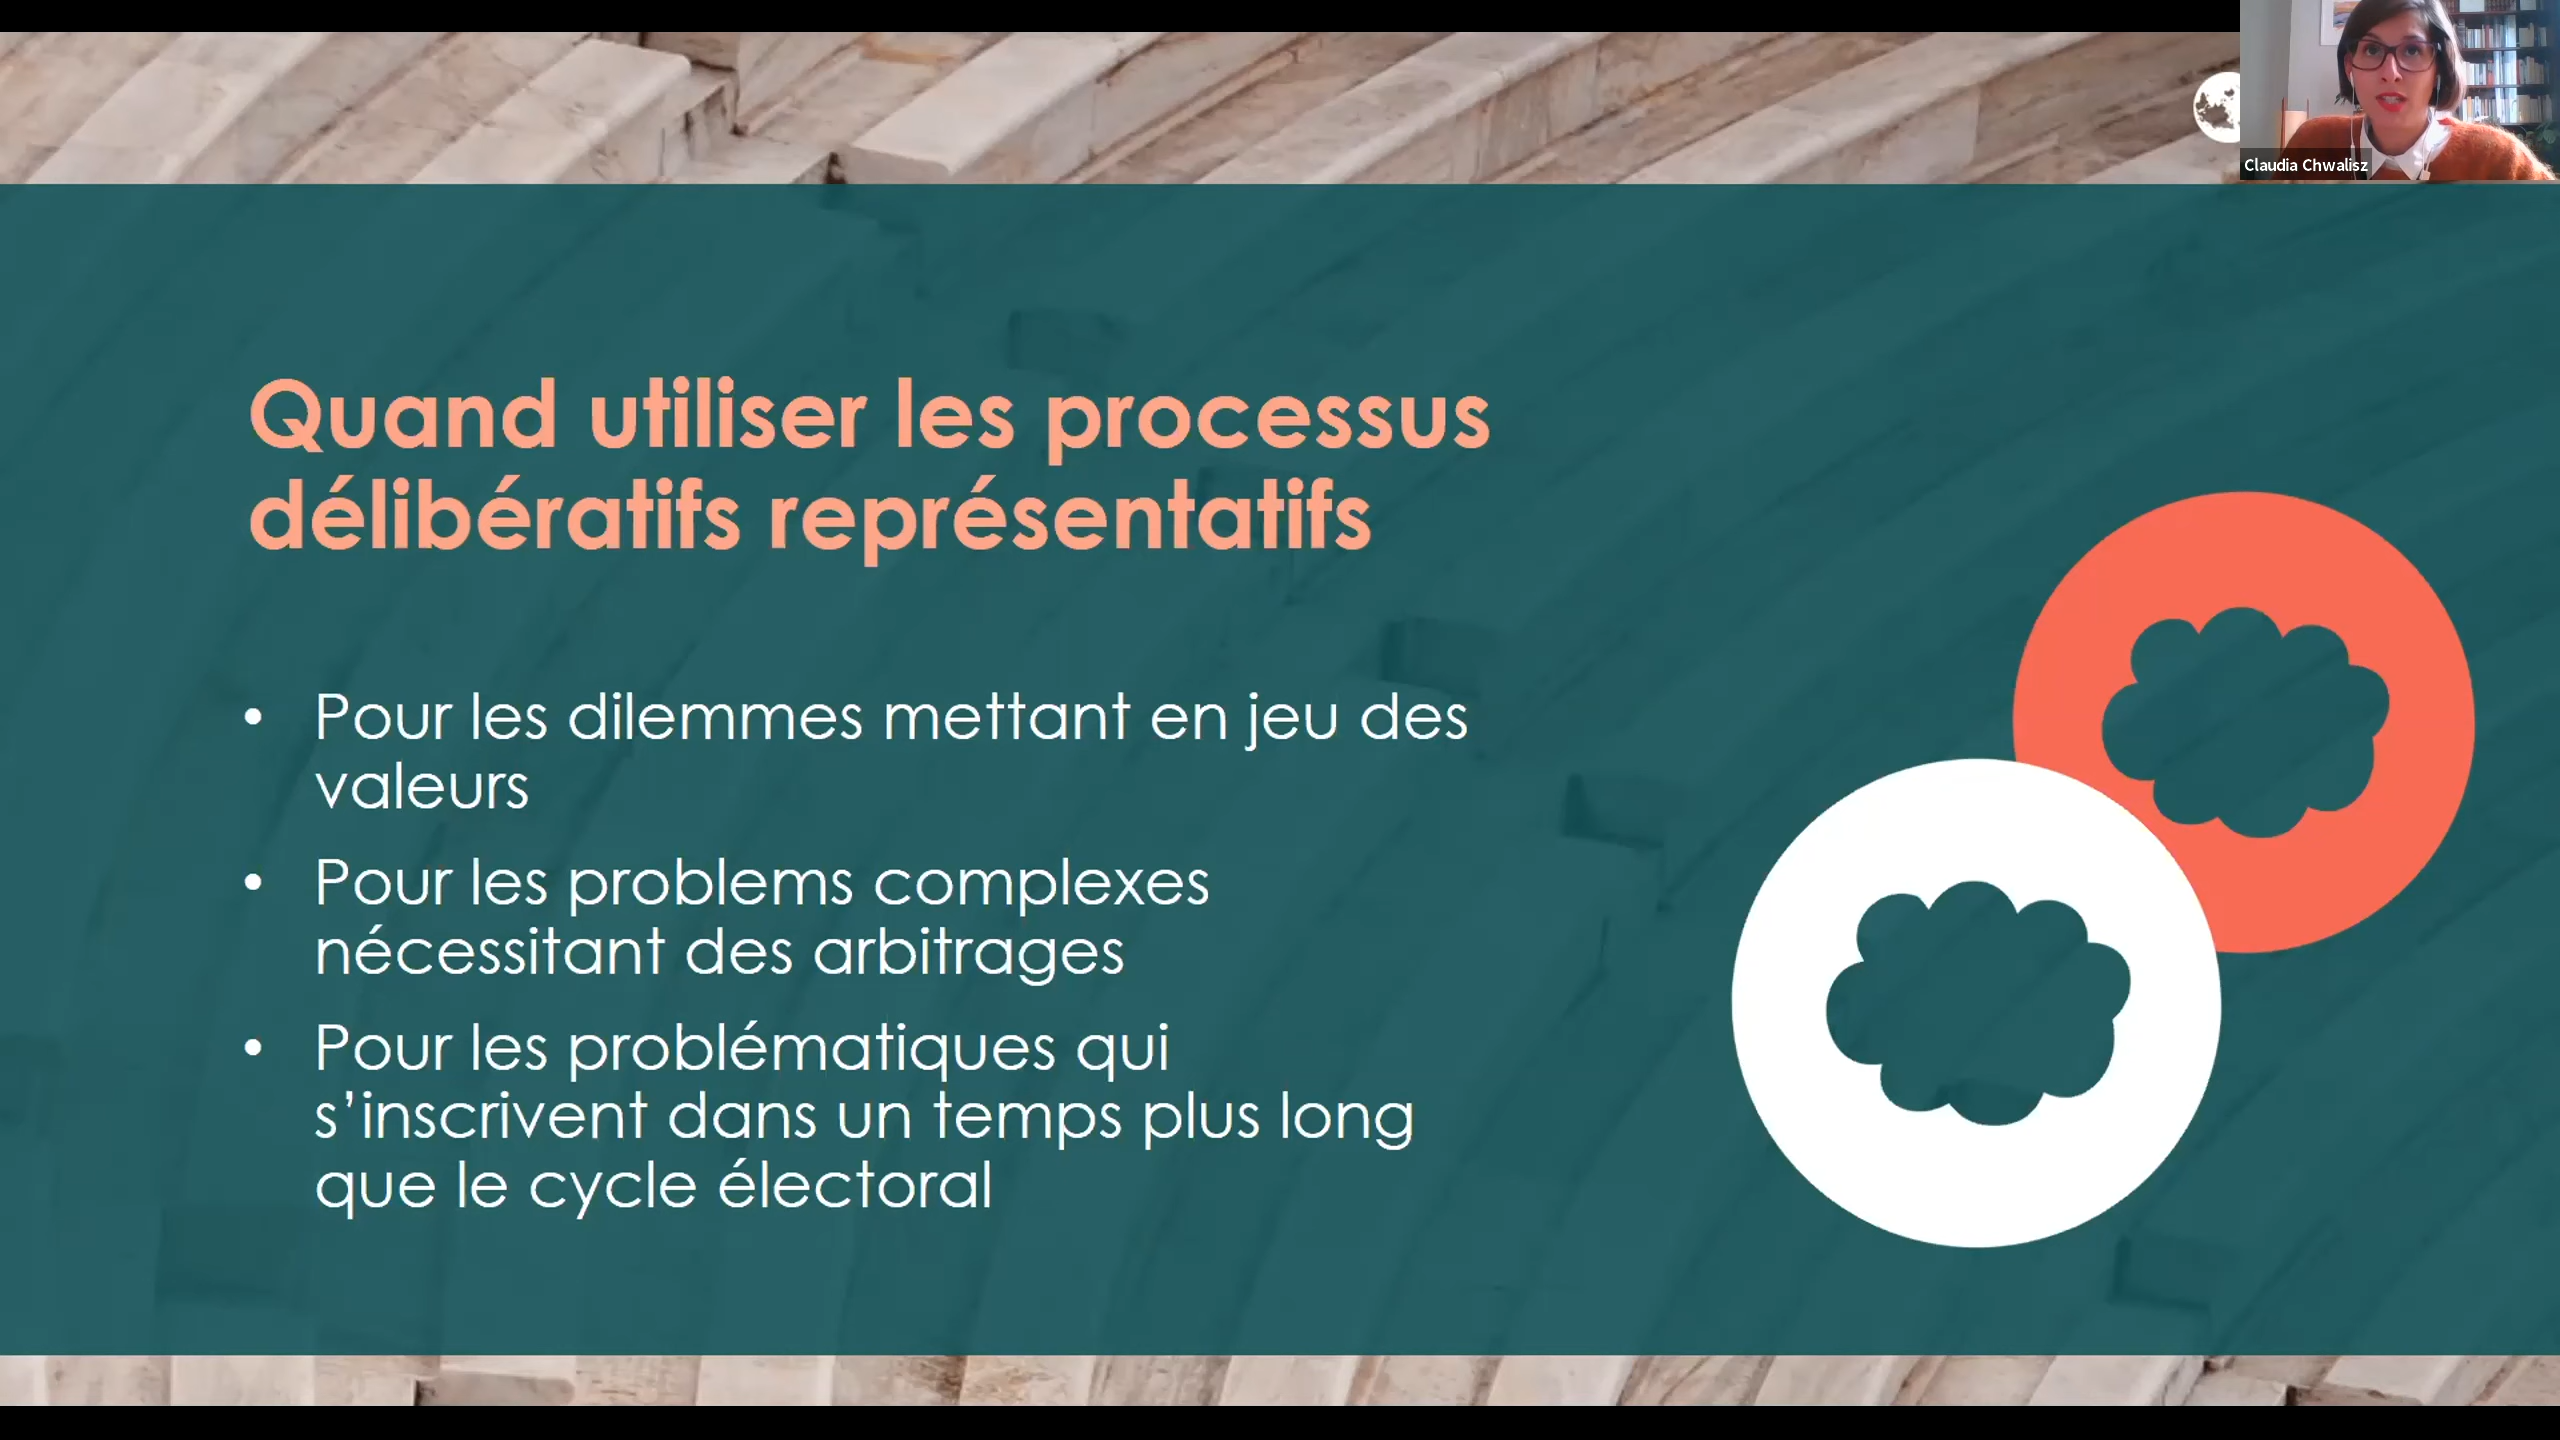 Claudia Chwalisz
Quand utiliser les processus
délibératifs représentatifs
• Pour les dilemmes mettant en jeu des
valeurs
• Pour les problems complexes
nécessitant des arbitrages
• Pour les problématiques qui
s’inscrivent dans un temps plus long
que le cycle électoral